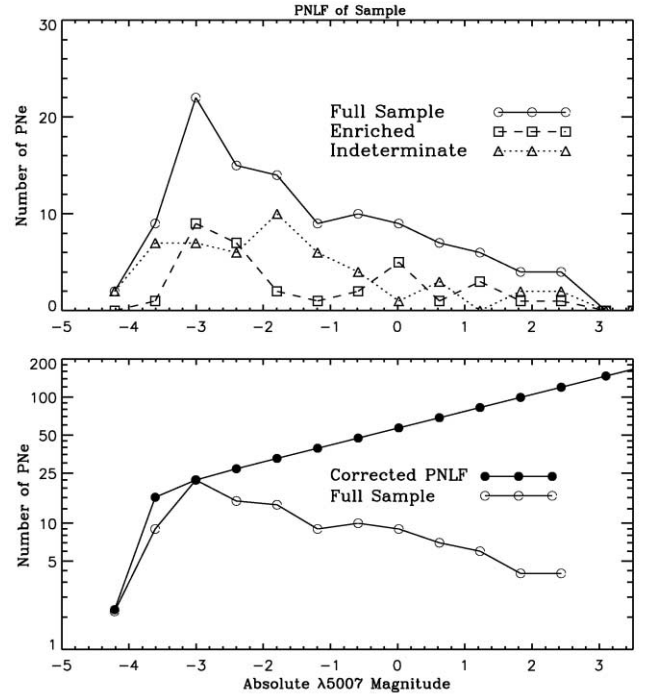 PNLF of Sample
30
20
10
0
Number of PNe
Full Sample
Enriched
Indeterminate
-5 -4 -3 -2 -1 0 1 2 3
200
100
50
25
10
5
1
Number of PNe
Corrected PNLF
Full Sample
-5 -4 -3 -2 -1 0 1 2 3
Absolute λ5007 Magnitude